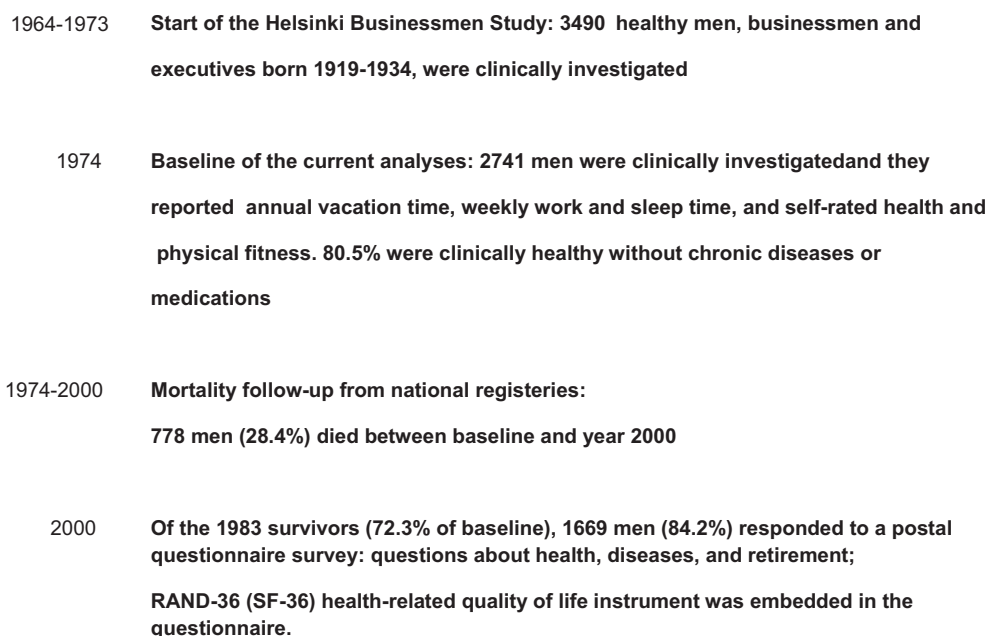 1964-1973 Start of the Helsinki Businessmen Study: 3490 healthy men, businessmen and
executives born 1919-1934, were clinically investigated
1974 Baseline of the current analyses: 2741 men were clinically investigatedand they
reported annual vacation time, weekly work and sleep time, and self-rated health and
physical fitness. 80.5% were clinically healthy without chronic diseases or
medications
1974-2000 Mortality follow-up from national registeries:
778 men (28.4%) died between baseline and year 2000
2000 Of the 1983 survivors (72.3% of baseline), 1669 men (84.2%) responded to a postal
questionnaire survey: questions about health, diseases, and retirement;
RAND-36 (SF-36) health-related quality of life instrument was embedded in the
questionnaire.